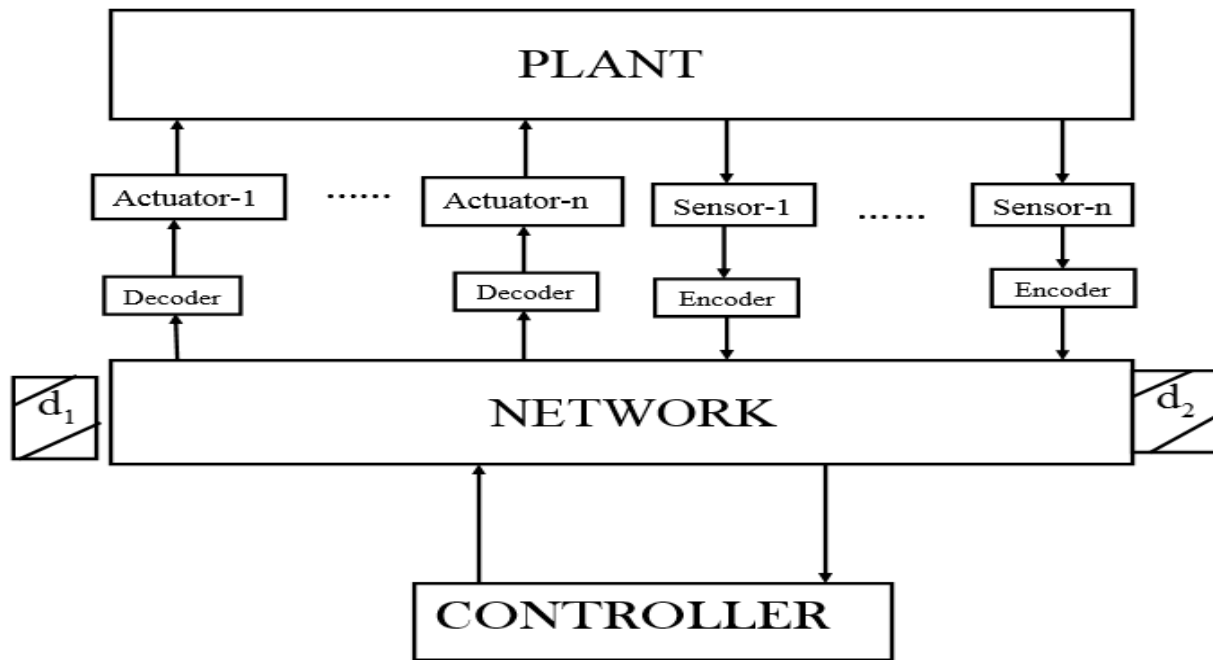 PLANT
Actuator-1
......
Actuator-n
Sensor-1
......
Sensor-n
Decoder
Decoder
Encoder
Encoder
d₁
NETWORK
d₂
CONTROLLER